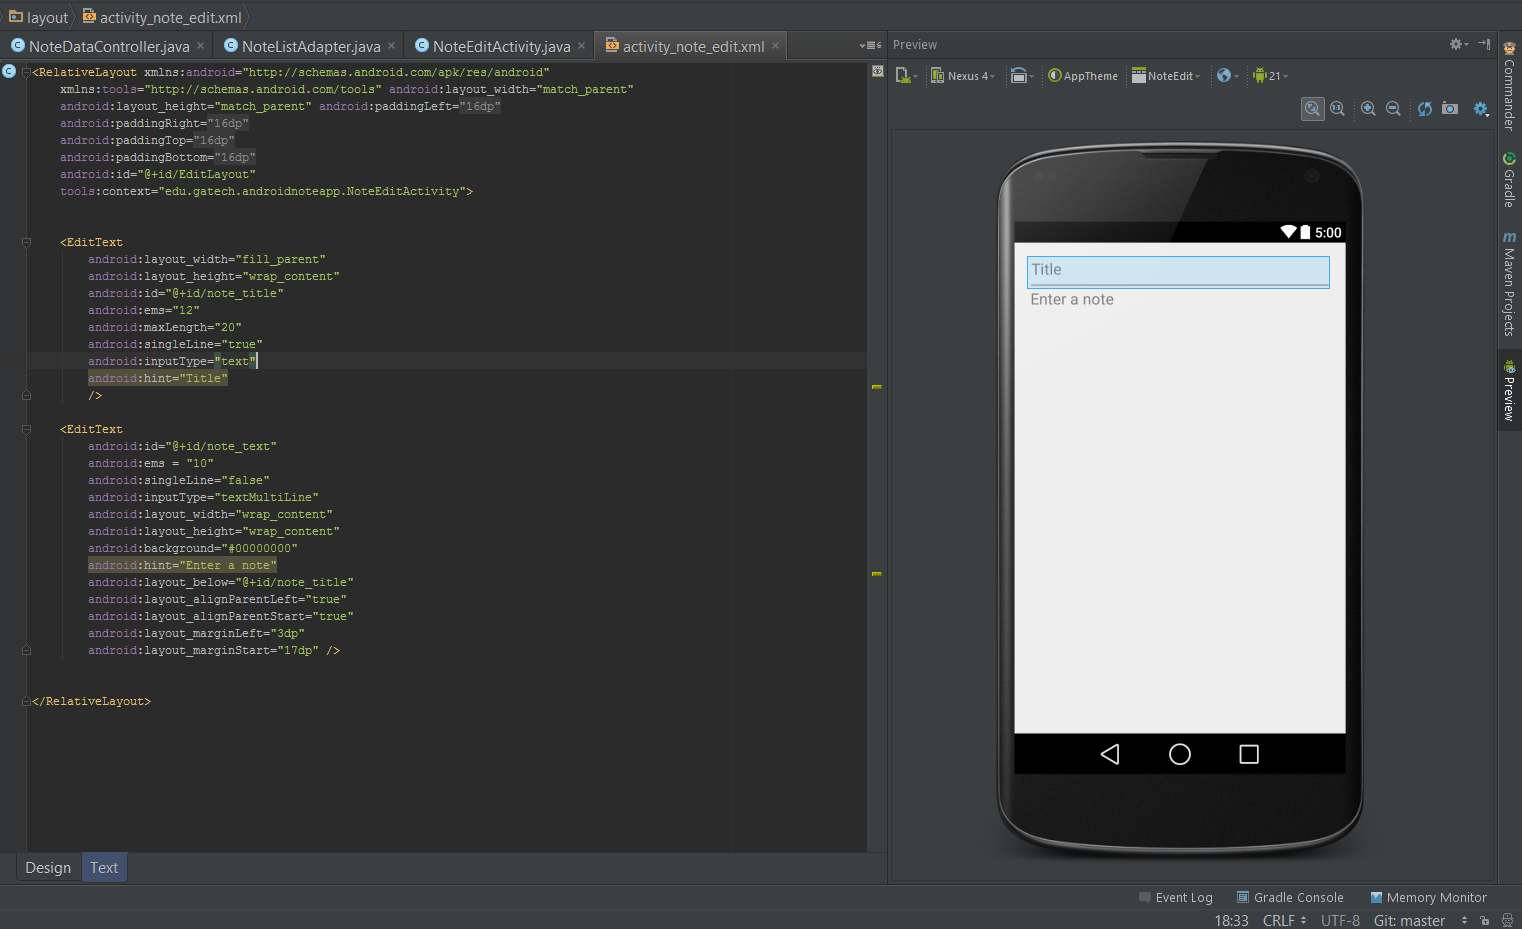 layout activity_note_edit.xml
NoteDataController.java NoteListAdapter.java NoteEditActivity.java activity_note_edit.xml 6
<RelativeLayout xmlns:android="http://schemas.android.com/apk/res/android"
xmlns:tools="http://schemas.android.com/tools" android:layout_width="match_parent"
android:layout_height="match_parent" android:paddingLeft="16dp"
android:paddingRight="16dp"
android:paddingTop="16dp"
android:paddingBottom="16dp"
android:id="@+id/EditLayout"
tools:context="edu.gatech.androidnoteapp.NoteEditActivity">
<EditText
android:layout_width="fill_parent"
android:layout_height="wrap_content"
android:id="@+id/note_title"
android:ems="12"
android:maxLength="20"
android:singleLine="true"
android:inputType="text"
android:hint="Title"
/>
<EditText
android:id="@+id/note_text"
android:ems = "10"
android:singleLine="false"
android:inputType="textMultiLine"
android:layout_width="wrap_content"
android:layout_height="wrap_content"
android:background="#00000000"
android:hint="Enter a note"
android:layout_below="@+id/note_title"
android:layout_alignParentLeft="true"
android:layout_alignParentStart="true"
android:layout_marginLeft="3dp"
android:layout_marginStart="17dp" />
</RelativeLayout>
Design Text
Preview
Nexus 4 AppTheme NoteEdit 21
1:1
5:00
Title
Enter a note
Commander
Gradle
Maven Projects
Preview
Event Log Gradle Console Memory Monitor
18:33 CRLF UTF-8 Git: master